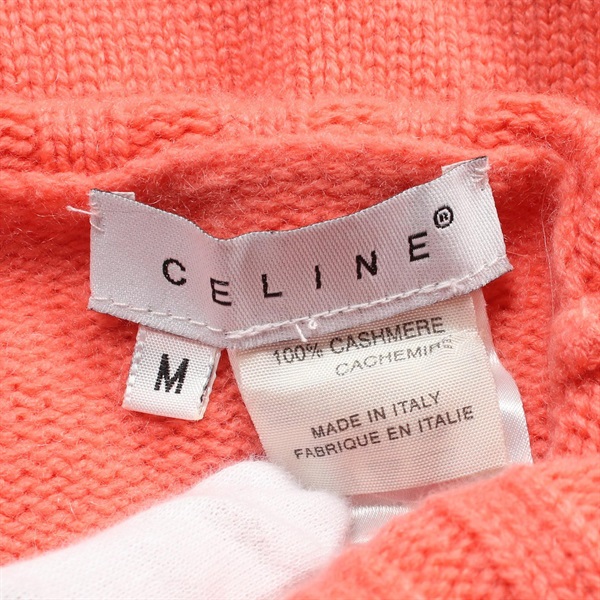 CELINE®
M
100% CASHMERE
CACHEMIRE
MADE IN ITALY
FABRIQUE EN ITALIE